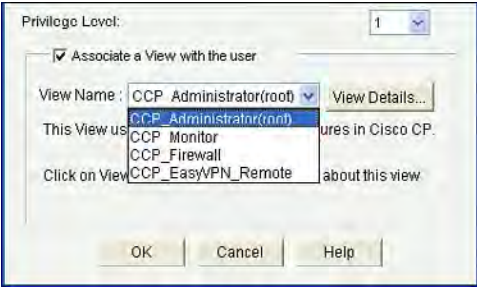 Privilege Level: 1
Associate a View with the user
View Name : CCP_Administrator(root) View Details...
CCP_Administrator(root)
This View us ures in Cisco CP.
CCP_Monitor
CCP_Firewall
Click on View CCP_EasyVPN_Remote about this view
OK Cancel Help